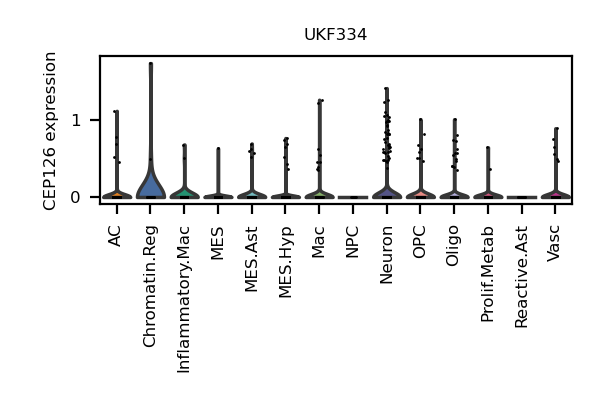 UKF334
CEP126 expression
1
0
AC
Chromatin.Reg
Inflammatory.Mac
MES
MES.Ast
MES.Hyp
Mac
NPC
Neuron
OPC
Oligo
Prolif.Metab
Reactive.Ast
Vasc